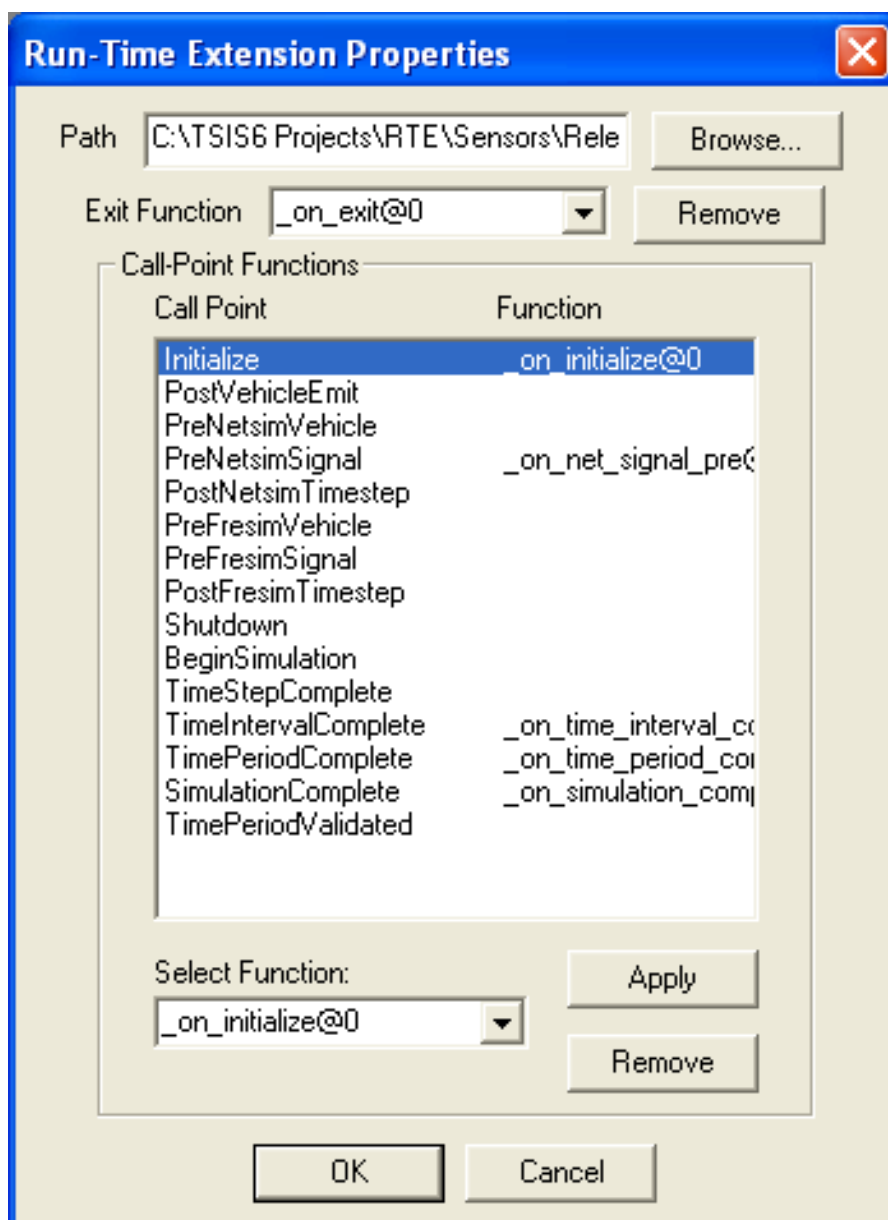 Run-Time Extension Properties
Path C:\TSIS6 Projects\RTE\Sensors\Rele Browse...
Exit Function _on_exit@0 Remove
Call-Point Functions
Call Point Function
Initialize _on_initialize@0
PostVehicleEmit
PreNetsimVehicle
PreNetsimSignal _on_net_signal_pre@
PostNetsimTimestep
PreFresimVehicle
PreFresimSignal
PostFresimTimestep
Shutdown
BeginSimulation
TimeStepComplete
TimeIntervalComplete _on_time_interval_co
TimePeriodComplete _on_time_period_co
SimulationComplete _on_simulation_comp
TimePeriodValidated
Select Function:
_on_initialize@0
Apply
Remove
OK Cancel